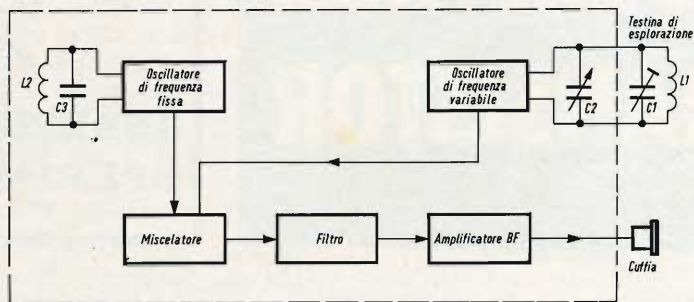 Testina di
esplorazione
L2
C3
Oscillatore
di frequenza
fissa
Oscillatore
di frequenza
variabile
C2
C1
L1
Miscelatore
Filtro
Amplificatore BF
Cuffia